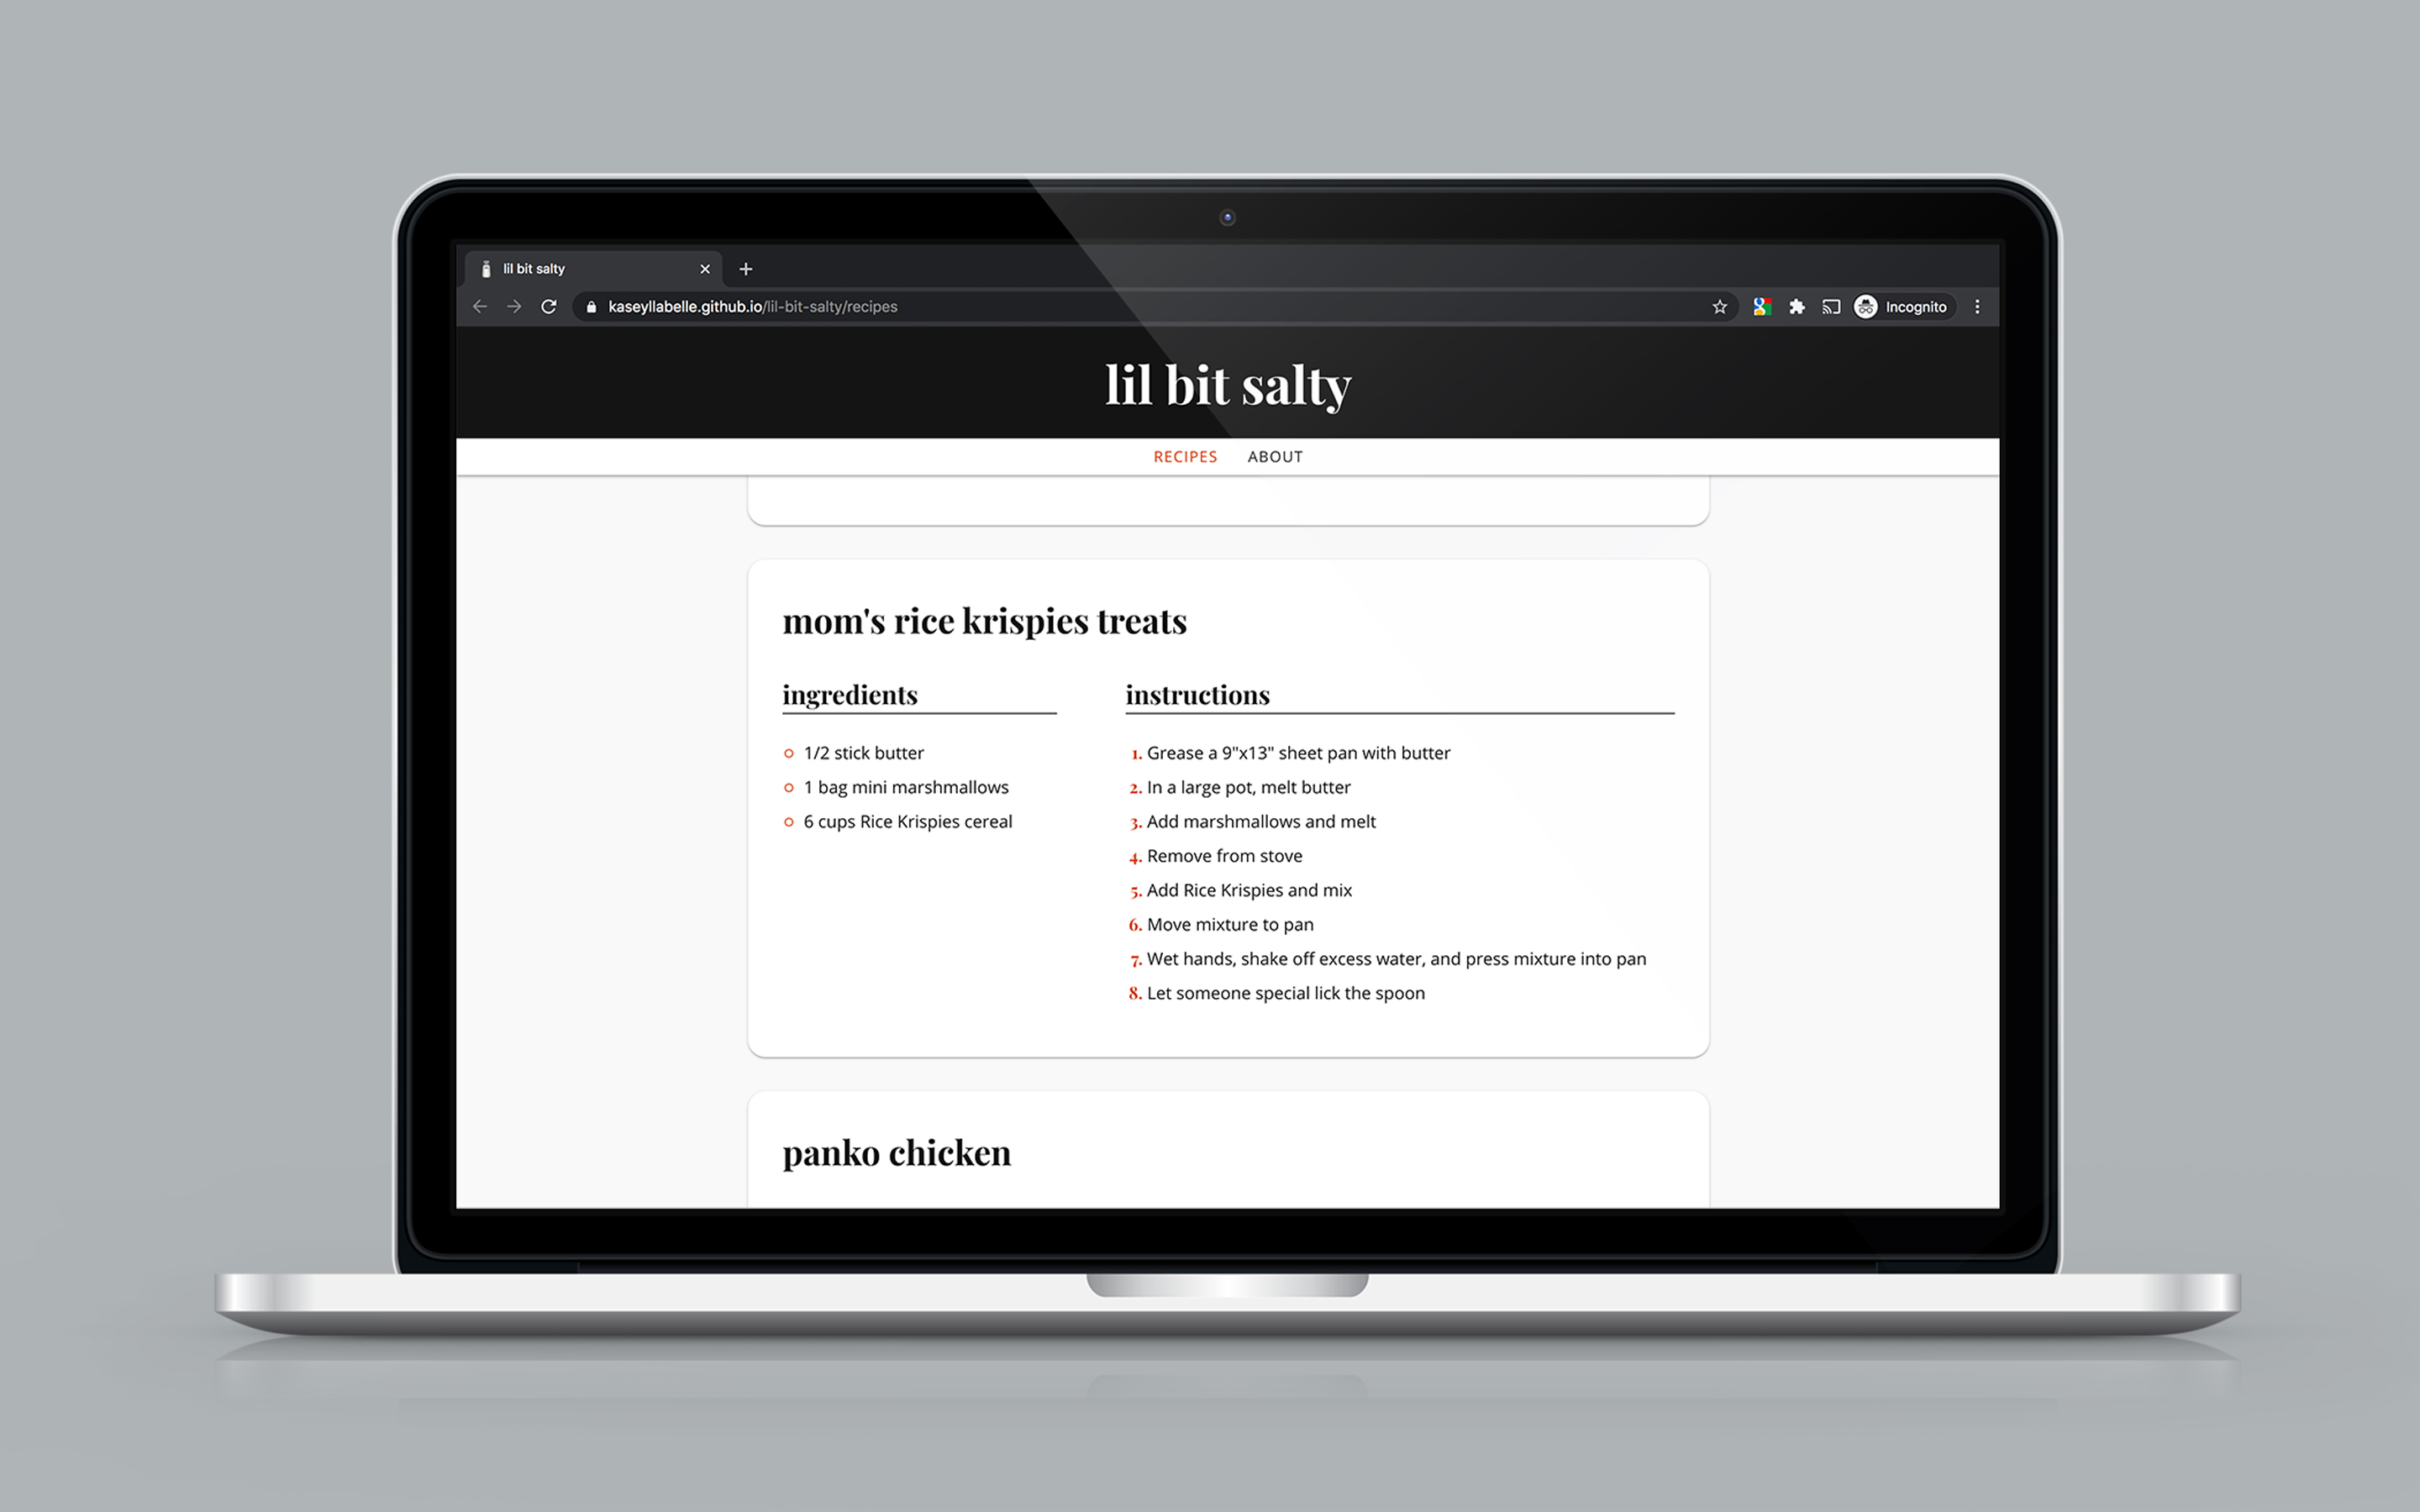 lil bit salty
kaseyllabelle.github.io/lil-bit-salty/recipes
Incognito
lil bit salty
RECIPES ABOUT
mom's rice krispies treats
ingredients
1/2 stick butter
1 bag mini marshmallows
6 cups Rice Krispies cereal
instructions
1. Grease a 9"x13" sheet pan with butter
2. In a large pot, melt butter
3. Add marshmallows and melt
4. Remove from stove
5. Add Rice Krispies and mix
6. Move mixture to pan
7. Wet hands, shake off excess water, and press mixture into pan
8. Let someone special lick the spoon
panko chicken